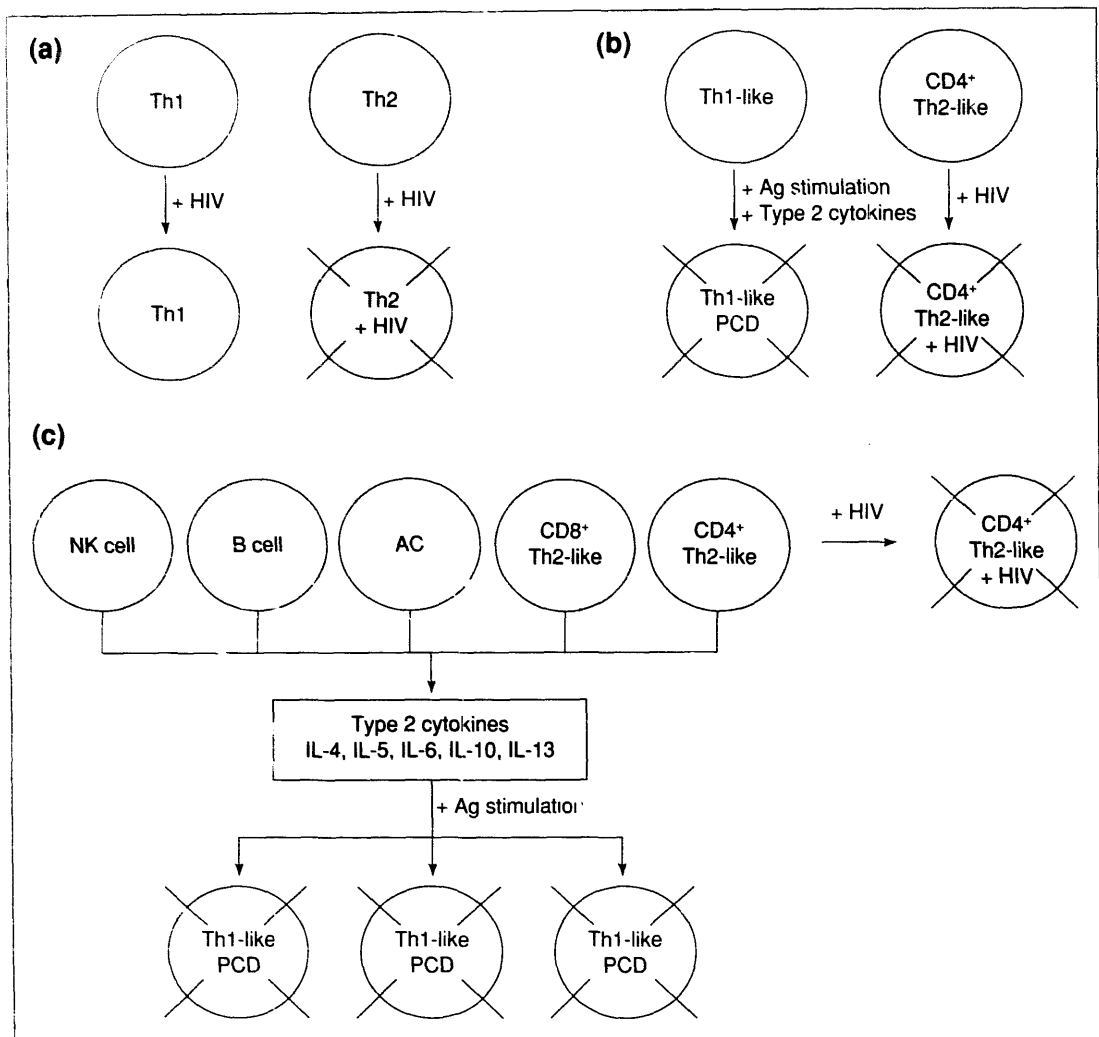 (a)
Th1
Th2
+ HIV
+ HIV
Th1
Th2
+ HIV
(b)
Th1-like
CD4⁺
Th2-like
+ Ag stimulation
+ Type 2 cytokines
+ HIV
Th1-like
PCD
CD4⁺
Th2-like
+ HIV
(c)
NK cell
B cell
AC
CD8⁺
Th2-like
CD4⁺
Th2-like
+ HIV
CD4⁺
Th2-like
+ HIV
Type 2 cytokines
IL-4, IL-5, IL-6, IL-10, IL-13
+ Ag stimulation
Th1-like
PCD
Th1-like
PCD
Th1-like
PCD